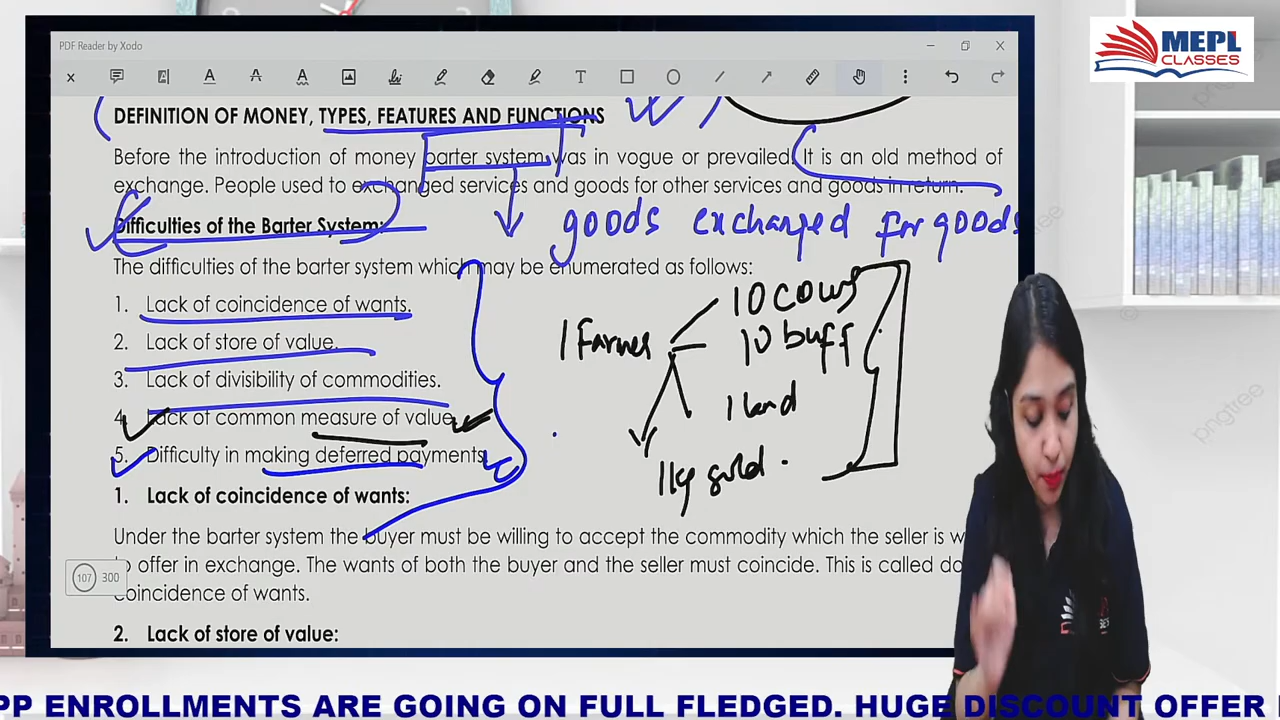 PDF Reader by Xodo
MEPL
CLASSES
DEFINITION OF MONEY, TYPES, FEATURES AND FUNCTIONS
Before the introduction of money barter system was in vogue or prevailed. It is an old method of
exchange. People used to exchanged services and goods for other services and goods in return.
Difficulties of the Barter System:
goods exchanged for goods
The difficulties of the barter system which may be enumerated as follows:
1. Lack of coincidence of wants.
2. Lack of store of value.
3. Lack of divisibility of commodities.
4. Lack of common measure of value
5. Difficulty in making deferred payments.
1 Farmer
10 cows
10 buff
1 land
1kg gold
1. Lack of coincidence of wants:
Under the barter system the buyer must be willing to accept the commodity which the seller is w
to offer in exchange. The wants of both the buyer and the seller must coincide. This is called do
coincidence of wants.
107 300
2. Lack of store of value:
pngtree
pngtree
PP ENROLLMENTS ARE GOING ON FULL FLEDGED. HUGE DISCOUNT OFFER